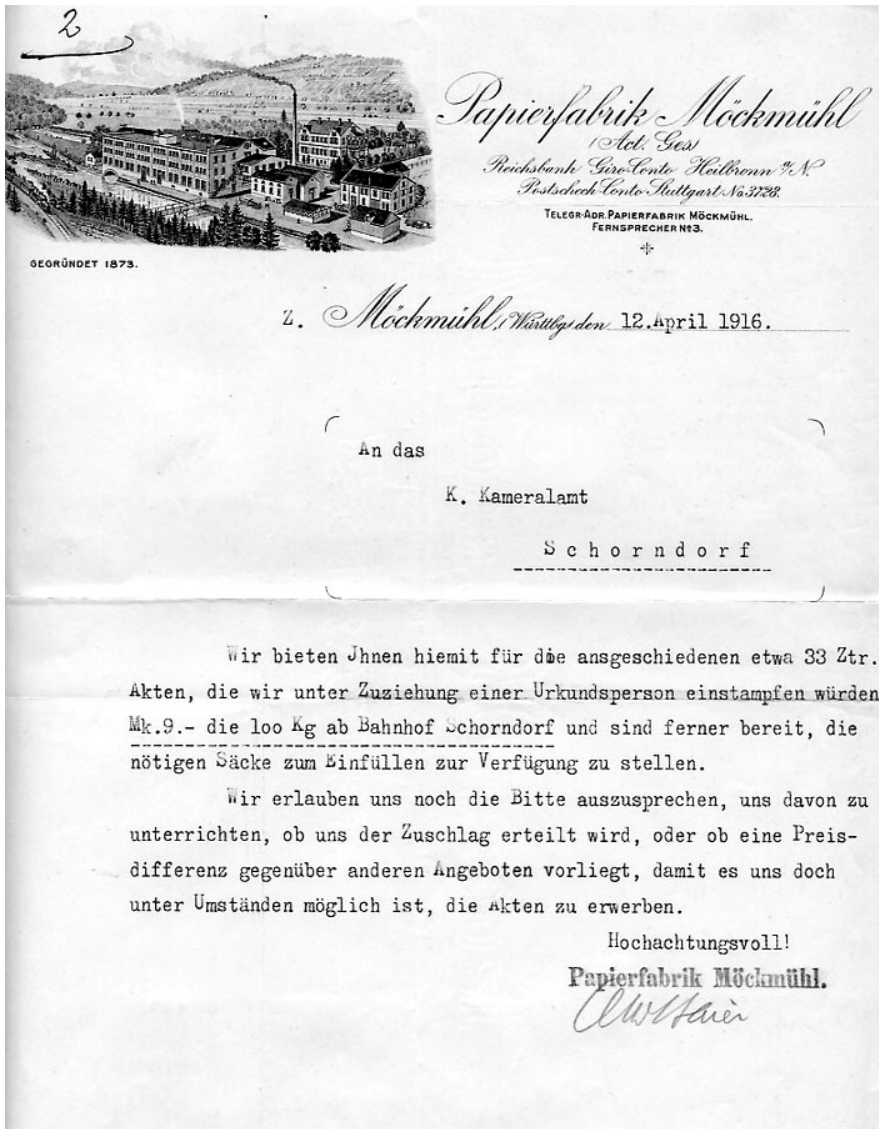 2
Papierfabrik Möckmühl
(Act. Ges.)
Reichsbank Giro-Conto Heilbronn a/N.
Postscheck-Conto Stuttgart No 3728.
TELEGR-ADR. PAPIERFABRIK MÖCKMÜHL.
FERNSPRECHER No 3.
GEGRÜNDET 1873.
Z. Möckmühl, (Württbg) den 12.April 1916.
An das
K. Kameralamt
Schorndorf
Wir bieten Jhnen hiemit für die ausgeschiedenen etwa 33 Ztr.
Akten, die wir unter Zuziehung einer Urkundsperson einstampfen würden
Mk.9.- die 1oo Kg ab Bahnhof Schorndorf und sind ferner bereit, die
nötigen Säcke zum Einfüllen zur Verfügung zu stellen.
Wir erlauben uns noch die Bitte auszusprechen, uns davon zu
unterrichten, ob uns der Zuschlag erteilt wird, oder ob eine Preis-
differenz gegenüber anderen Angeboten vorliegt, damit es uns doch
unter Umständen möglich ist, die Akten zu erwerben.
Hochachtungsvoll!
Papierfabrik Möckmühl.